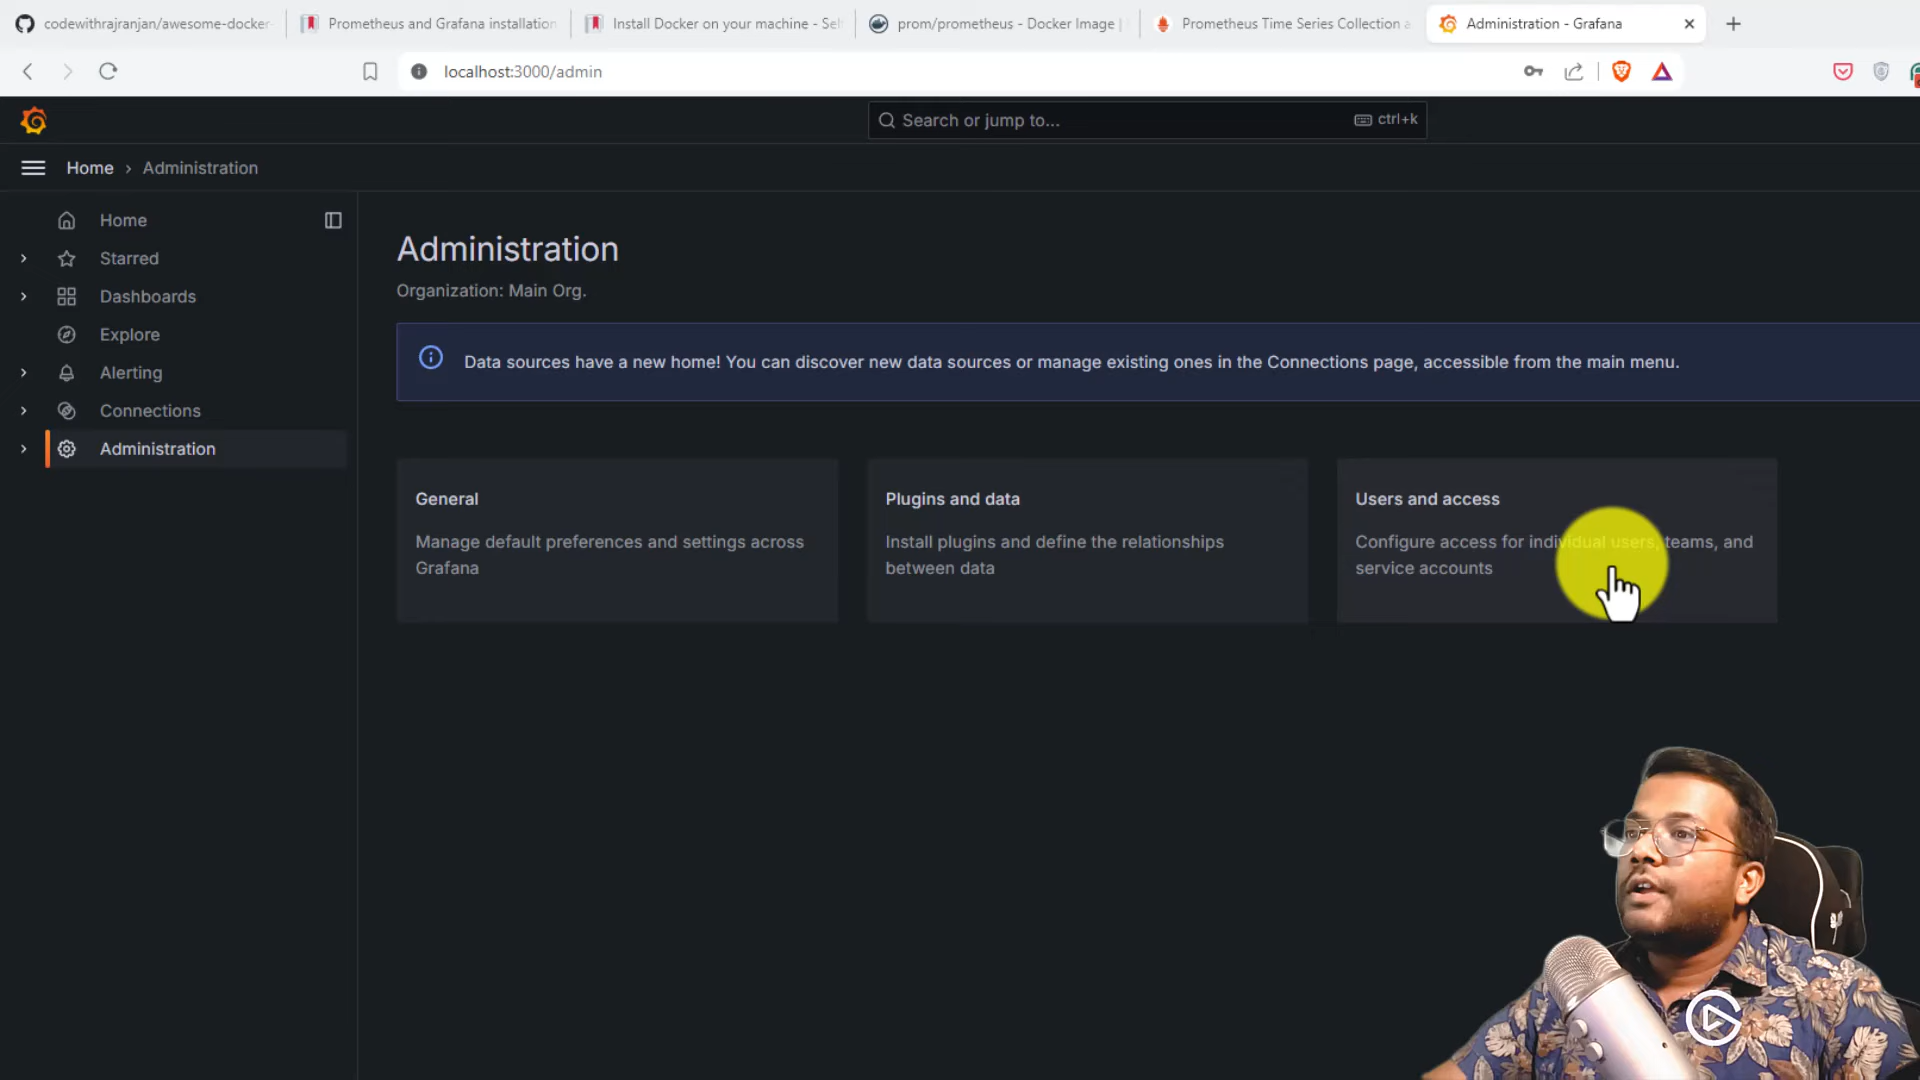 codewithrajranjan/awesome-docker-
Prometheus and Grafana installation
Install Docker on your machine - Sel
prom/prometheus - Docker Image |
Prometheus Time Series Collection a
Administration - Grafana
localhost:3000/admin
Search or jump to...
ctrl+k
Home › Administration
Home
Starred
Dashboards
Explore
Alerting
Connections
Administration
Administration
Organization: Main Org.
Data sources have a new home! You can discover new data sources or manage existing ones in the Connections page, accessible from the main menu.
General
Manage default preferences and settings across
Grafana
Plugins and data
Install plugins and define the relationships
between data
Users and access
Configure access for individual users, teams, and
service accounts